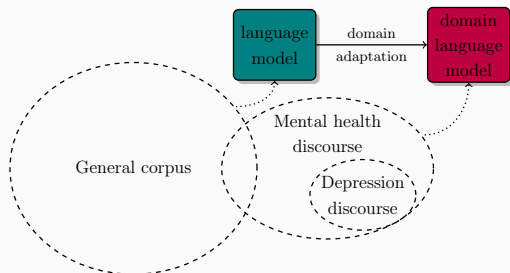 language
model
domain
adaptation
domain
language
model
General corpus
Mental health
discourse
Depression
discourse